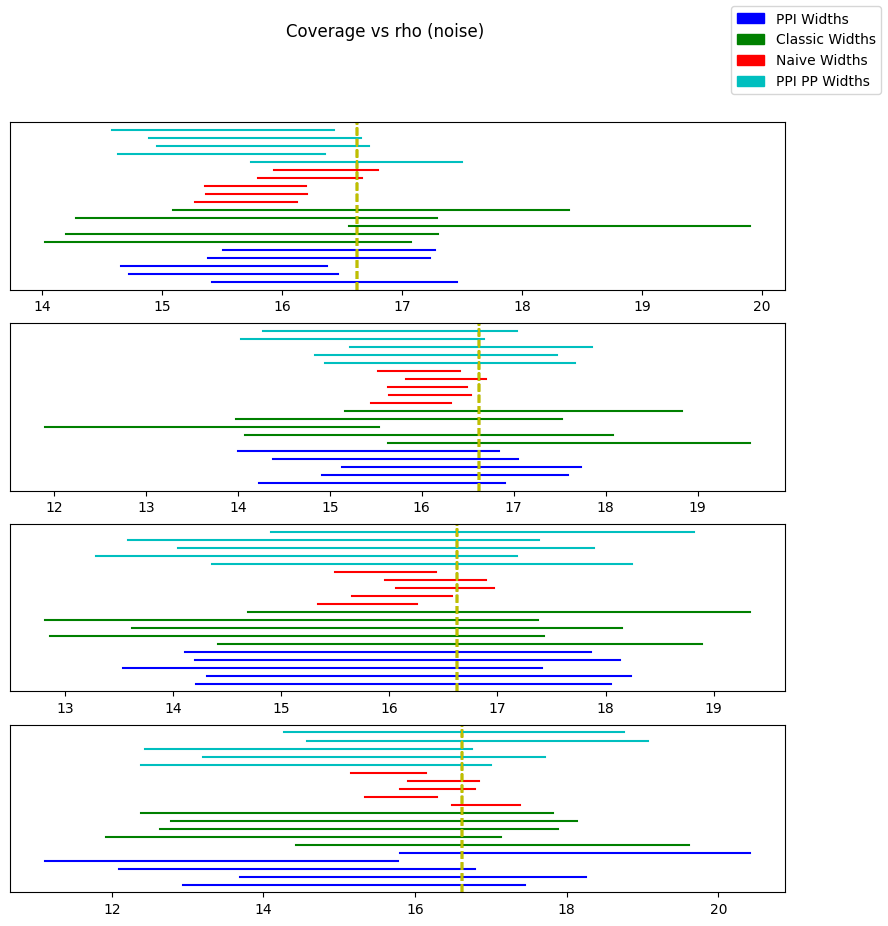 Coverage vs rho (noise)
PPI Widths
Classic Widths
Naive Widths
PPI PP Widths
14 15 16 17 18 19 20
12 13 14 15 16 17 18 19
13 14 15 16 17 18 19
12 14 16 18 20